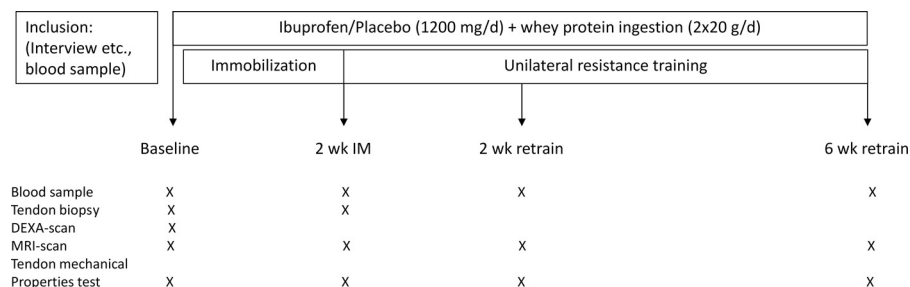 Inclusion:
(Interview etc.,
blood sample)
Ibuprofen/Placebo (1200 mg/d) + whey protein ingestion (2x20 g/d)
Immobilization
Unilateral resistance training
Baseline
2 wk IM
2 wk retrain
6 wk retrain
Blood sample X X X X
Tendon biopsy X X
DEXA-scan X
MRI-scan X X X X
Tendon mechanical
Properties test X X X X